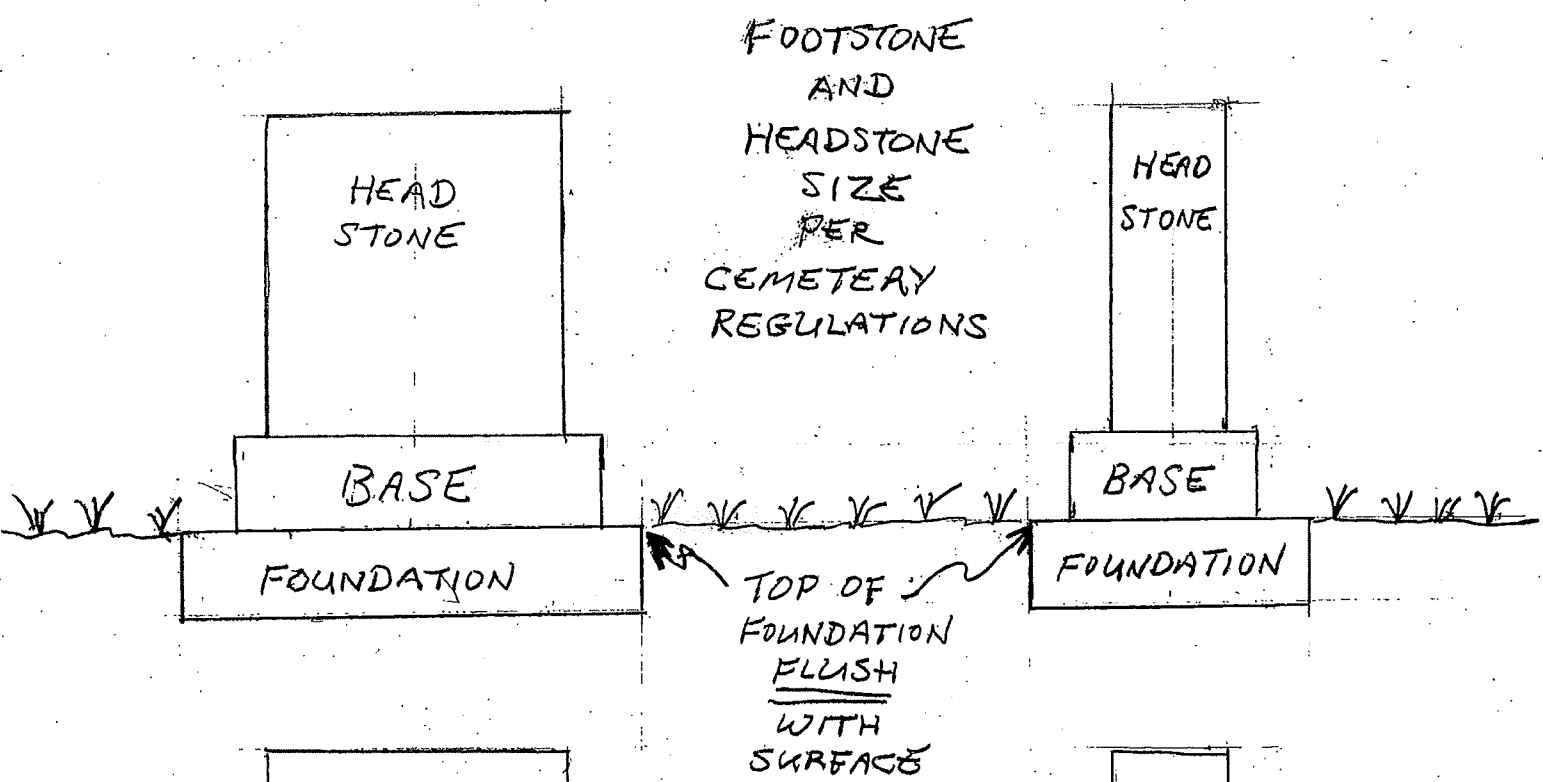 FOOTSTONE
AND
HEADSTONE
SIZE
PER
CEMETERY
REGULATIONS
HEAD
STONE
BASE
FOUNDATION
HEAD
STONE
BASE
FOUNDATION
TOP OF
FOUNDATION
FLUSH
WITH
SURFACE